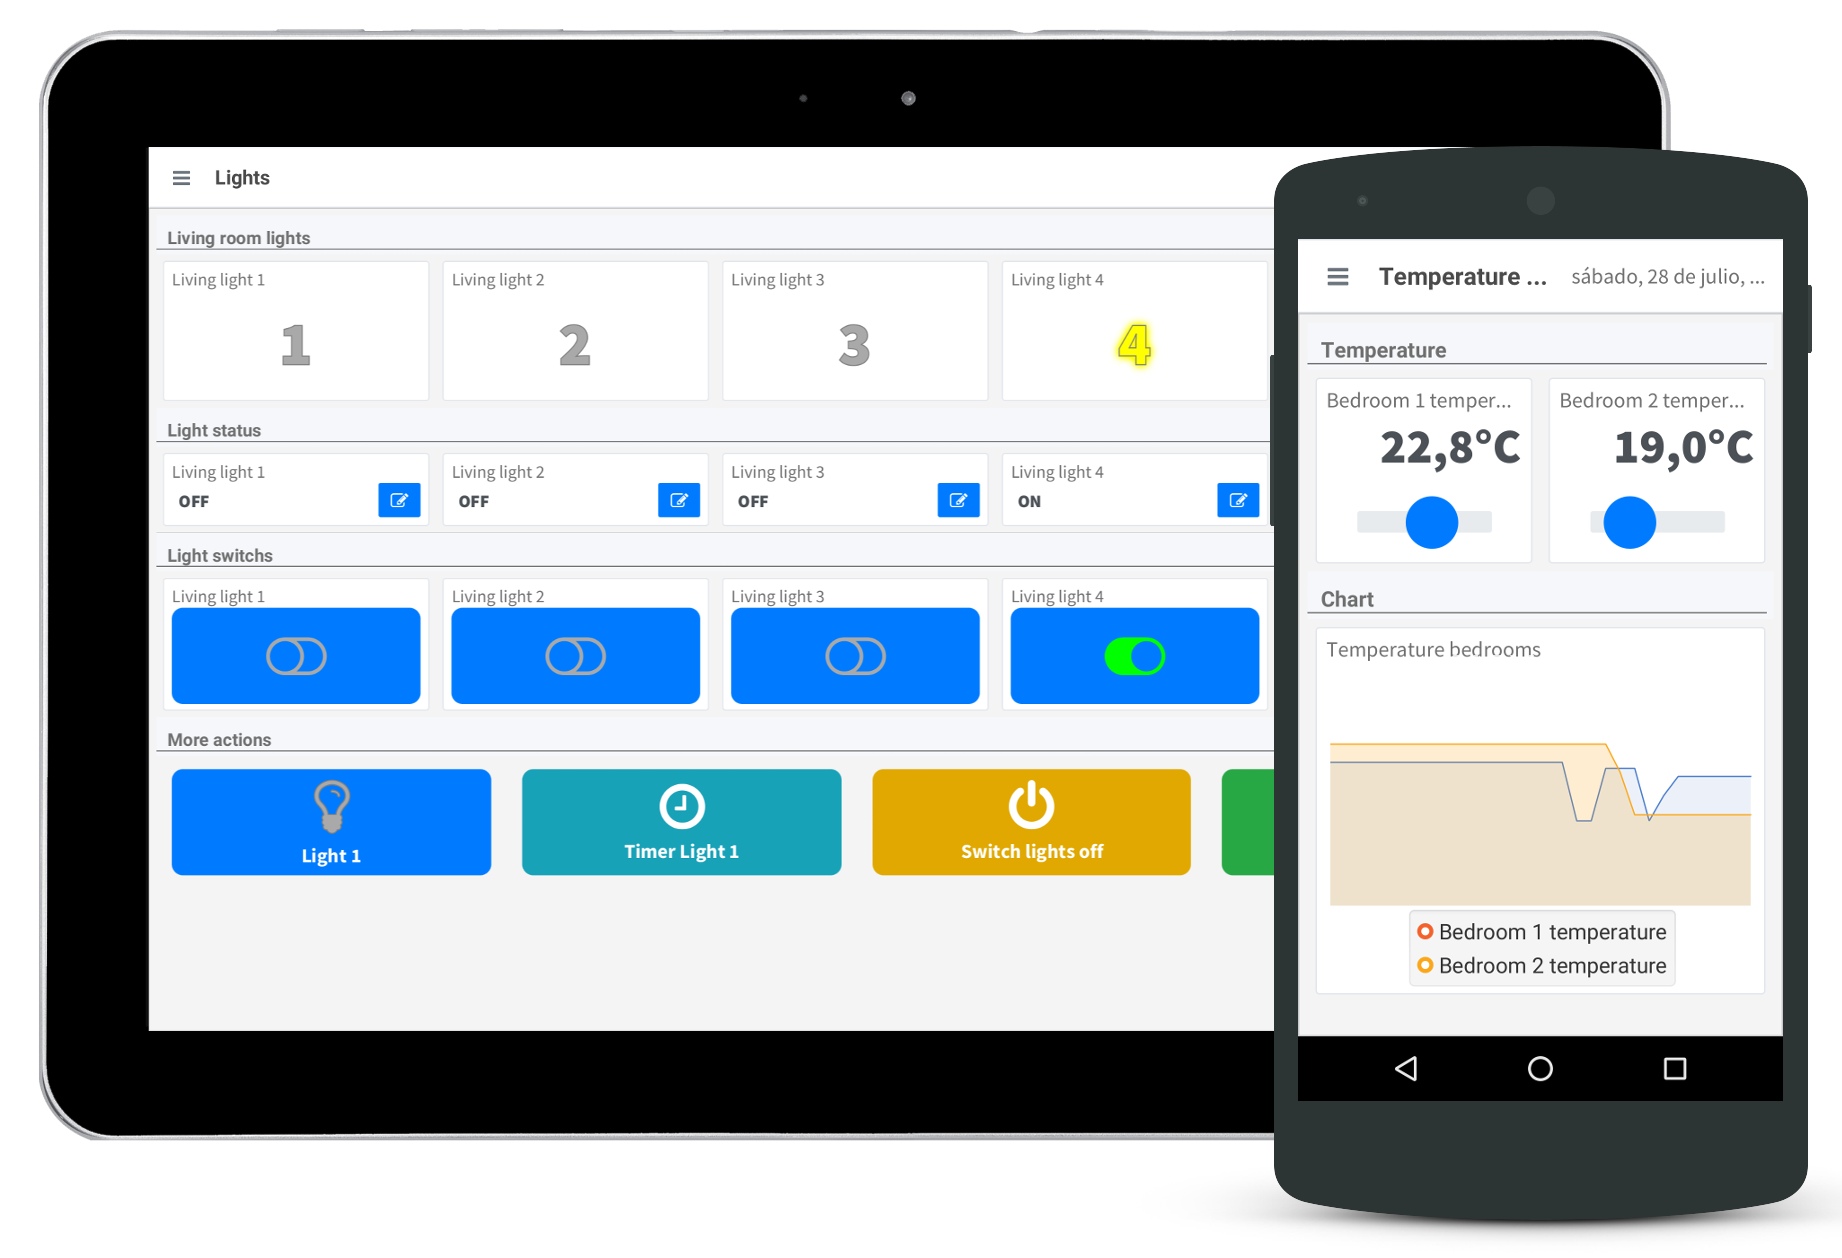 Lights
Living room lights
Living light 1
Living light 2
Living light 3
Living light 4
1
2
3
4
Light status
Living light 1
Living light 2
Living light 3
Living light 4
OFF
OFF
OFF
ON
Light switchs
Living light 1
Living light 2
Living light 3
Living light 4
More actions
Light 1
Timer Light 1
Switch lights off
Temperature ...
sábado, 28 de julio, ...
Temperature
Bedroom 1 temper...
Bedroom 2 temper...
22,8°C
19,0°C
Chart
Temperature bedrooms
Bedroom 1 temperature
Bedroom 2 temperature